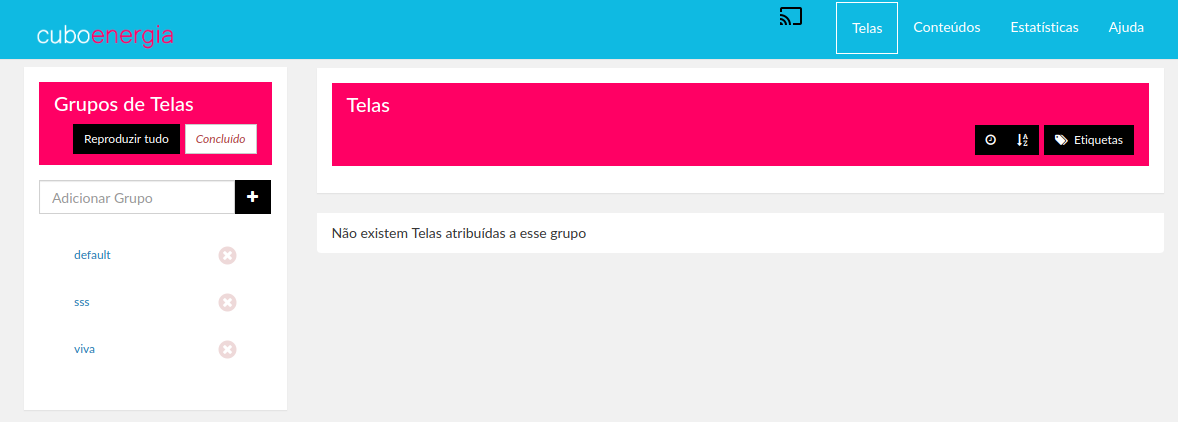 cuboenergia
Telas
Conteúdos
Estatísticas
Ajuda
Grupos de Telas
Reproduzir tudo
Concluído
Adicionar Grupo
default
sss
viva
Telas
Etiquetas
Não existem Telas atribuídas a esse grupo